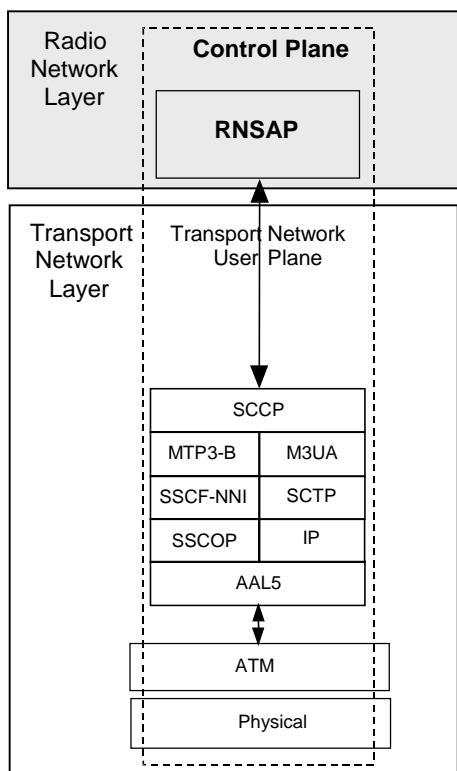 Radio
Network
Layer
Control Plane
RNSAP
Transport
Network
Layer
Transport Network
User Plane
SCCP
MTP3-B M3UA
SSCF-NNI SCTP
SSCOP IP
AAL5
ATM
Physical